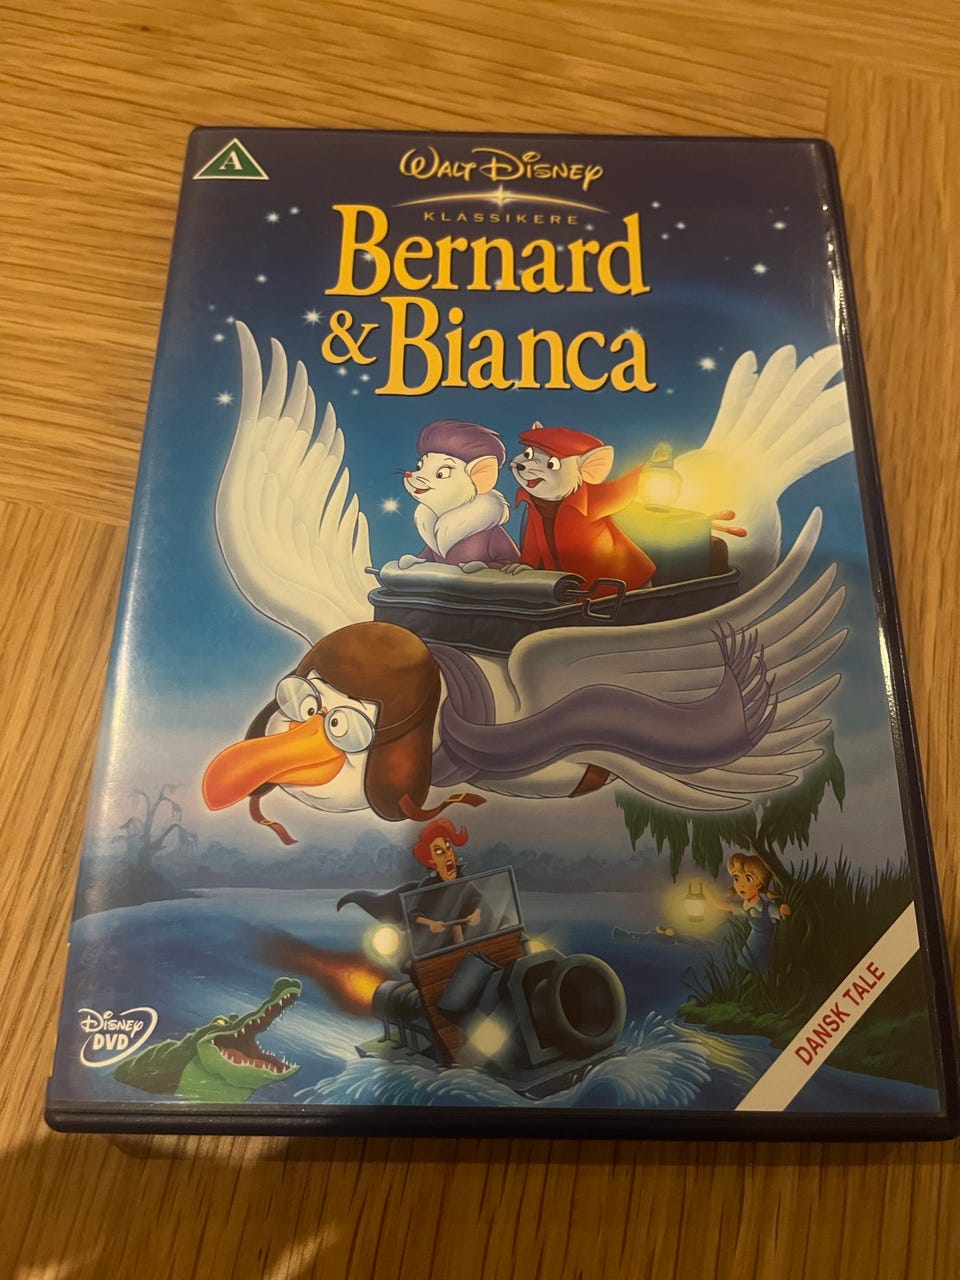 A
WALT DISNEY
KLASSIKERE
Bernard
& Bianca
DISNEY
DVD
DANSK TALE